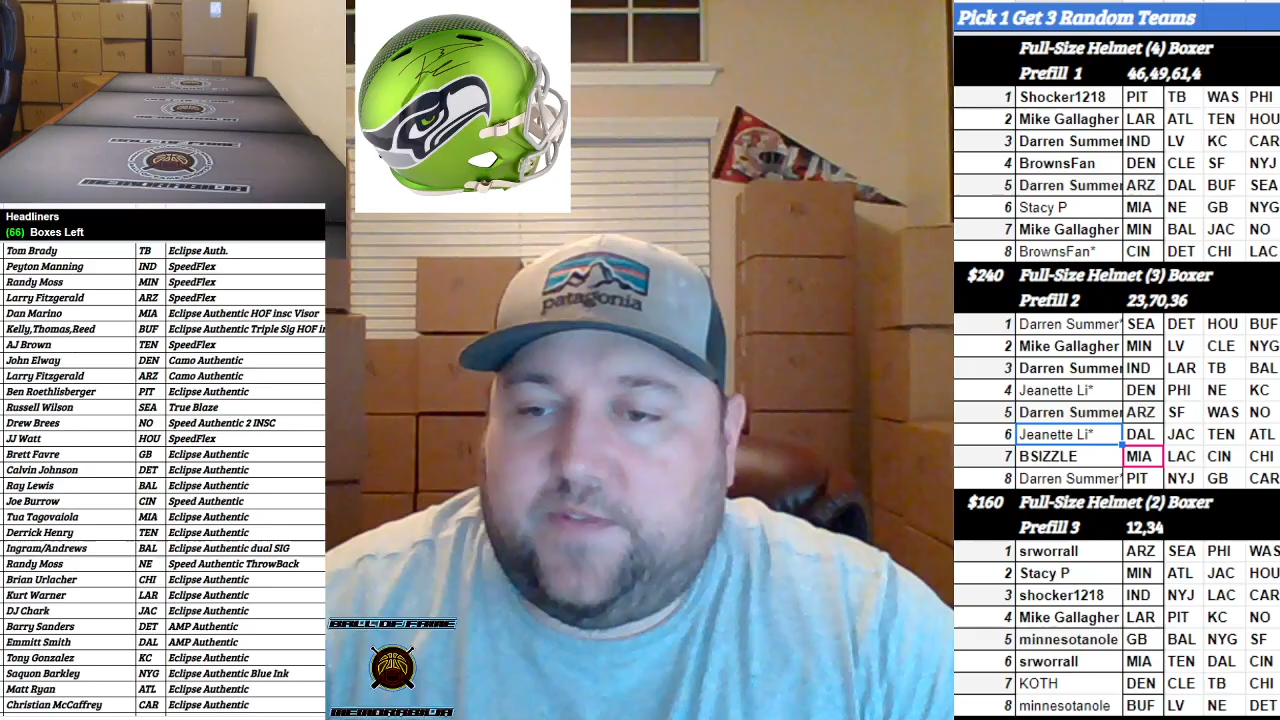 Headliners
(66) Boxes Left
Tom Brady TB Eclipse Auth.
Peyton Manning IND SpeedFlex
Randy Moss MIN SpeedFlex
Larry Fitzgerald ARZ SpeedFlex
Dan Marino MIA Eclipse Authentic HOF insc Visor
Kelly,Thomas,Reed BUF Eclipse Authentic Triple Sig HOF i
AJ Brown TEN SpeedFlex
John Elway DEN Camo Authentic
Larry Fitzgerald ARZ Camo Authentic
Ben Roethlisberger PIT Eclipse Authentic
Russell Wilson SEA True Blaze
Drew Brees NO Speed Authentic 2 INSC
JJ Watt HOU SpeedFlex
Brett Favre GB Eclipse Authentic
Calvin Johnson DET Eclipse Authentic
Ray Lewis BAL Eclipse Authentic
Joe Burrow CIN Speed Authentic
Tua Tagovaiola MIA Eclipse Authentic
Derrick Henry TEN Eclipse Authentic
Ingram/Andrews BAL Eclipse Authentic dual SIG
Randy Moss NE Speed Authentic ThrowBack
Brian Urlacher CHI Eclipse Authentic
Kurt Warner LAR Eclipse Authentic
DJ Chark JAC Eclipse Authentic
Barry Sanders DET AMP Authentic
Emmitt Smith DAL AMP Authentic
Tony Gonzalez KC Eclipse Authentic
Saquon Barkley NYG Eclipse Authentic Blue Ink
Matt Ryan ATL Eclipse Authentic
Christian McCaffrey CAR Eclipse Authentic
patagonia
BALL OF FAME
MEMORABILIA
Pick 1 Get 3 Random Teams
Full-Size Helmet (4) Boxer
Prefill 1 46,49,61,4
1 Shocker1218 PIT TB WAS PHI
2 Mike Gallagher LAR ATL TEN HOU
3 Darren Summer IND LV KC CAR
4 BrownsFan DEN CLE SF NYJ
5 Darren Summer ARZ DAL BUF SEA
6 Stacy P MIA NE GB NYG
7 Mike Gallagher MIN BAL JAC NO
8 BrownsFan* CIN DET CHI LAC
$240 Full-Size Helmet (3) Boxer
Prefill 2 23,70,36
1 Darren Summer* SEA DET HOU BUF
2 Mike Gallagher MIN LV CLE NYG
3 Darren Summer IND LAR TB BAL
4 Jeanette Li* DEN PHI NE KC
5 Darren Summer ARZ SF WAS NO
6 Jeanette Li* DAL JAC TEN ATL
7 BSIZZLE MIA LAC CIN CHI
8 Darren Summer* PIT NYJ GB CAR
$160 Full-Size Helmet (2) Boxer
Prefill 3 12,34
1 srworrall ARZ SEA PHI WAS
2 Stacy P MIN ATL JAC HOU
3 shocker1218 IND NYJ LAC CAR
4 Mike Gallagher LAR PIT KC NO
5 minnesotanole GB BAL NYG SF
6 srworrall MIA TEN DAL CIN
7 KOTH DEN CLE TB CHI
8 minnesotanole BUF LV NE DET